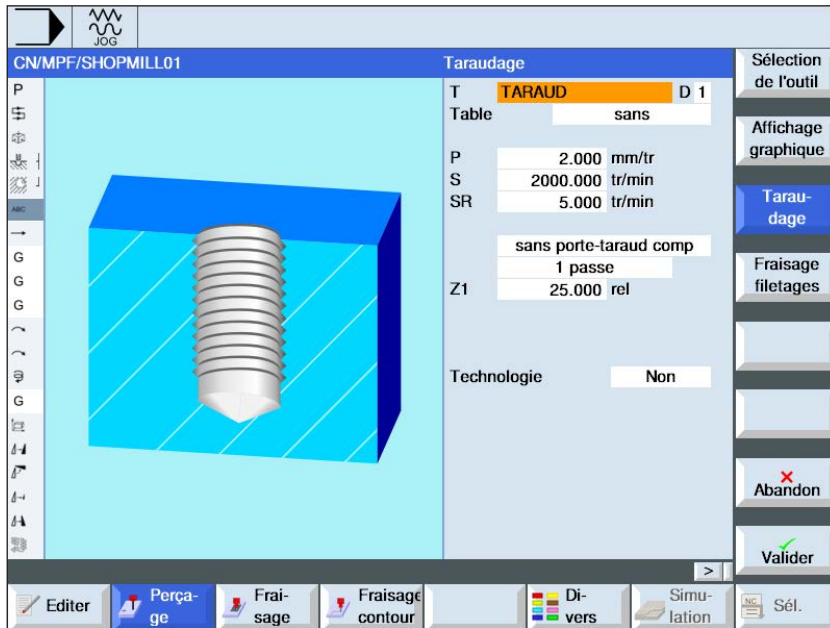 JOG
CN/MPF/SHOPMILL01
Taraudage
P
ABC
G
G
G
G
T TARAUD D 1
Table sans
P 2.000 mm/tr
S 2000.000 tr/min
SR 5.000 tr/min
sans porte-taraud comp
1 passe
Z1 25.000 rel
Technologie Non
Sélection
de l'outil
Affichage
graphique
Tarau-
dage
Fraisage
filetages
Abandon
Valider
>
Editer
Perça-
ge
Frai-
sage
Fraisage
contour
Di-
vers
Simu-
lation
NC
Sél.